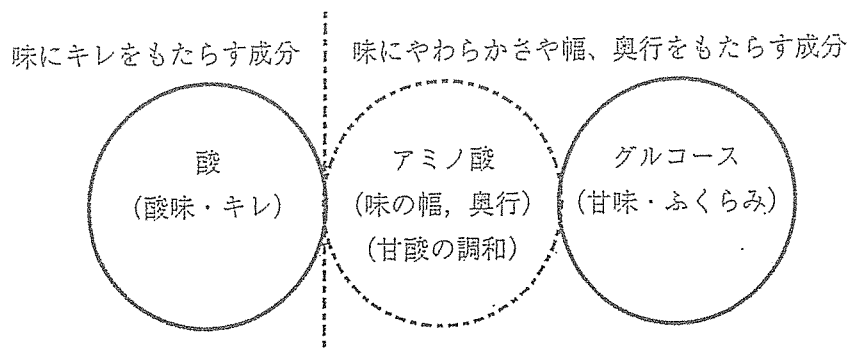 味にキレをもたらす成分
味にやわらかさや幅、奥行をもたらす成分
酸
(酸味・キレ)
アミノ酸
(味の幅，奥行)
(甘酸の調和)
グルコース
(甘味・ふくらみ)